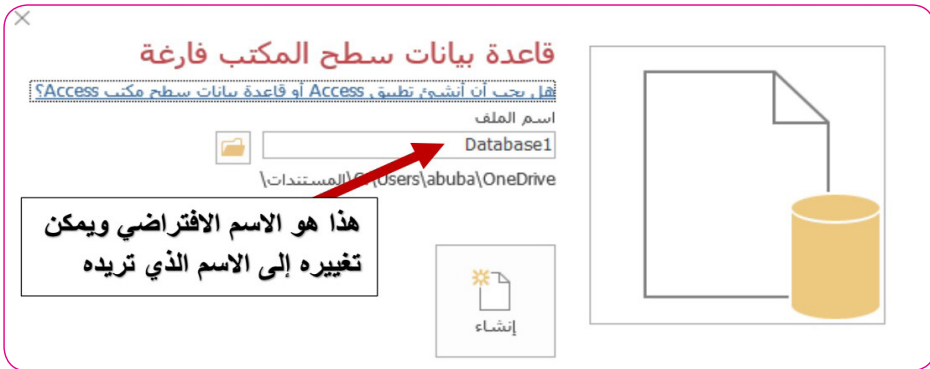 قاعدة بيانات سطح المكتب فارغة
هل يجب أن أنشئ تطبيق Access أو قاعدة بيانات سطح مكتب Access؟
اسم الملف
Database1
C:\Users\abuba\OneDrive\المستندات\
هذا هو الاسم الافتراضي ويمكن
تغييره إلى الاسم الذي تريده
إنشاء